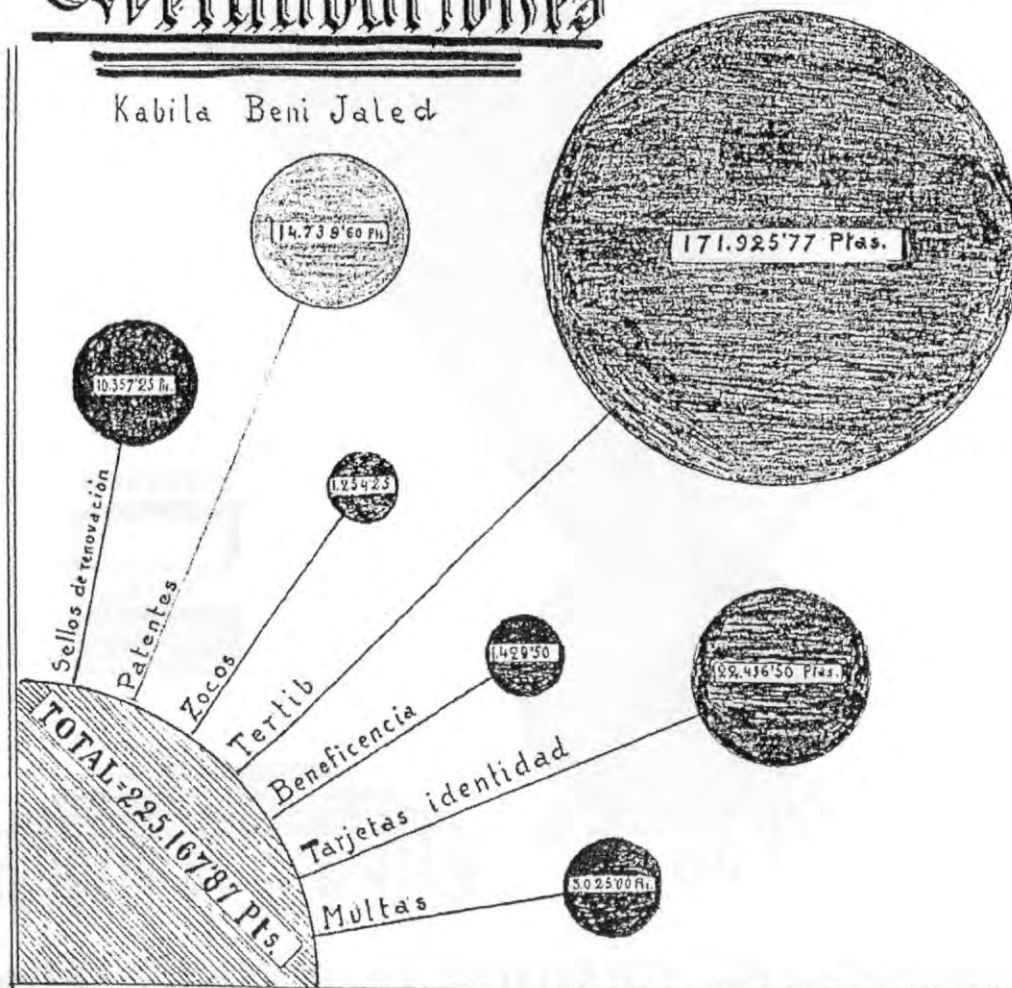 Kabila Beni Jaled
14.739'60 Pts
171.925'77 Ptas.
10.357'25 Pt.
1.254'25
Sellos de renovación
Patentes
Zocos
Tertib
1.429'50
22.436'50 Ptas.
Beneficencia
Tarjetas identidad
TOTAL=225.167'87 Pts.
3.025'00 Pt.
Multas